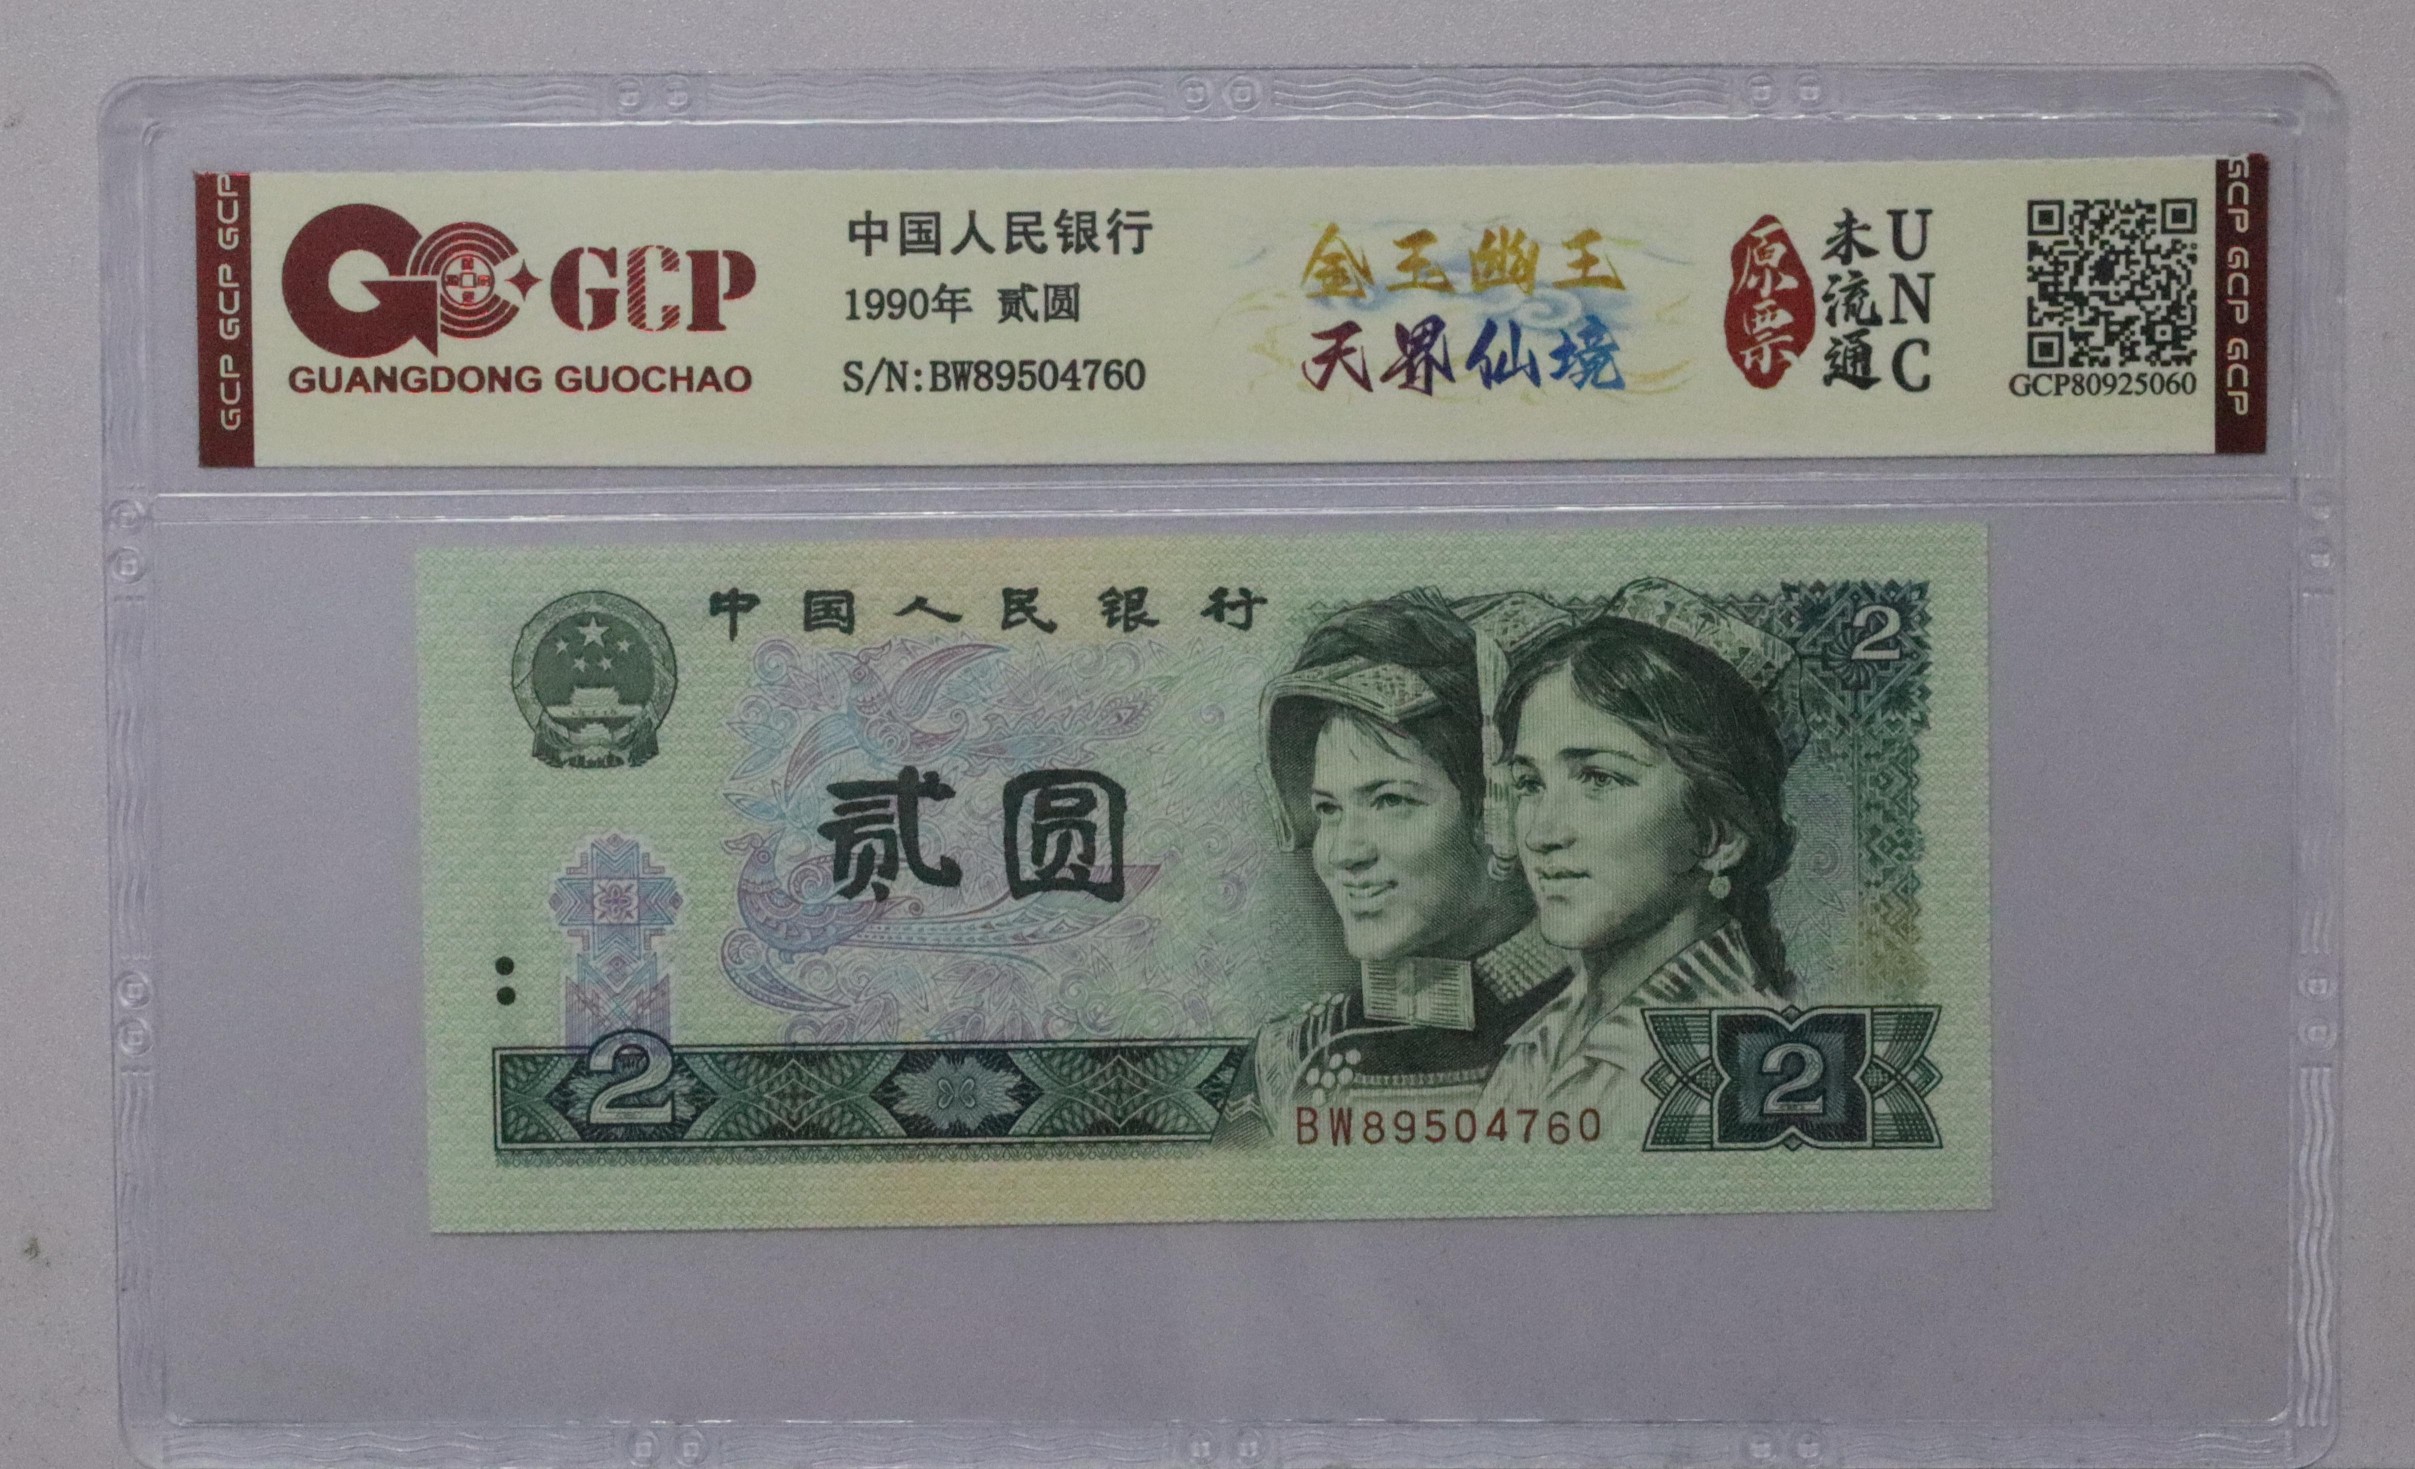 GCP GCP GCP
GCP
GUANGDONG GUOCHAO
中国人民银行
1990年 贰圆
S/N:BW89504760
金玉幽王
天界仙境
原票
未流通
UNC
GCP80925060
GCP GCP GCP
中国人民银行
2
贰圆
2
BW89504760
2